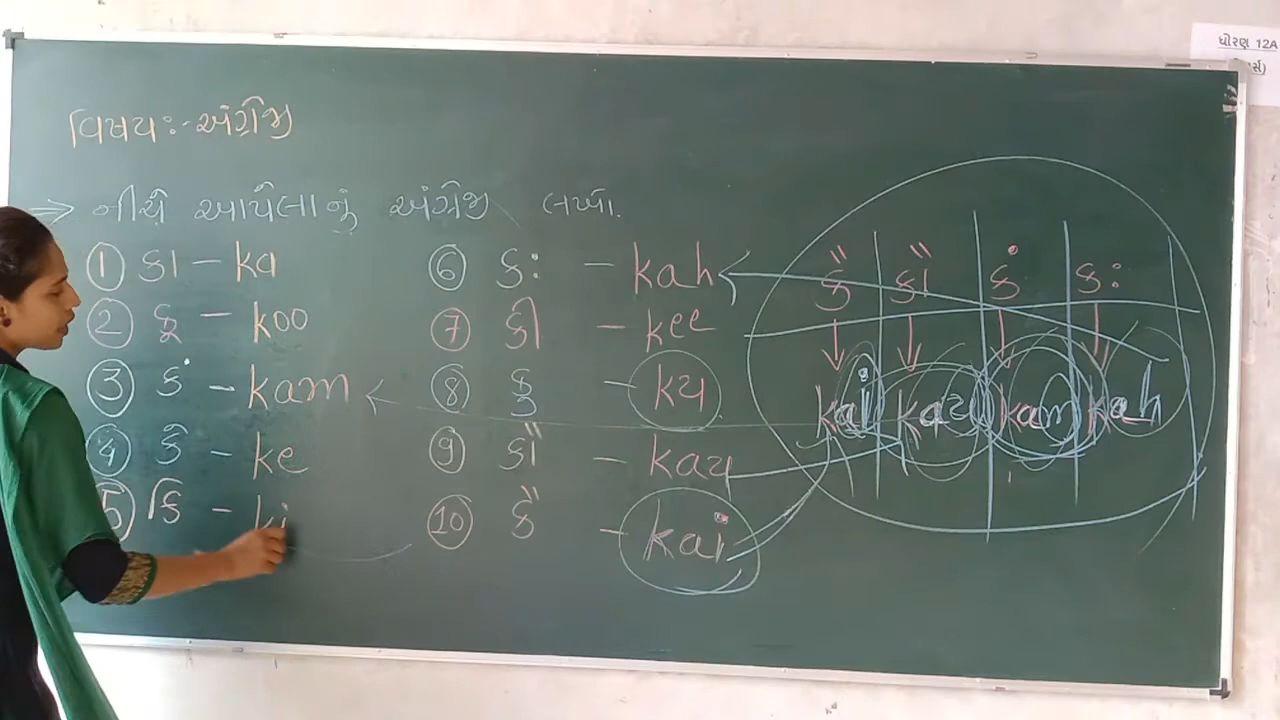 ધોરણ 12A
વિષય:- અંગ્રેજી
⇒ નીચે આપેલાનું અંગ્રેજી લખો.
① કા – ka
② કૂ – koo
③ કં – kam
④ કે – ke
⑤ કિ – ki
⑥ કઃ – kah
⑦ કી – kee
⑧ કુ – ky
⑨ કૌ – kay
⑩ કૈ – kai
કૈ કૌ કં કઃ
kai kay kam kah